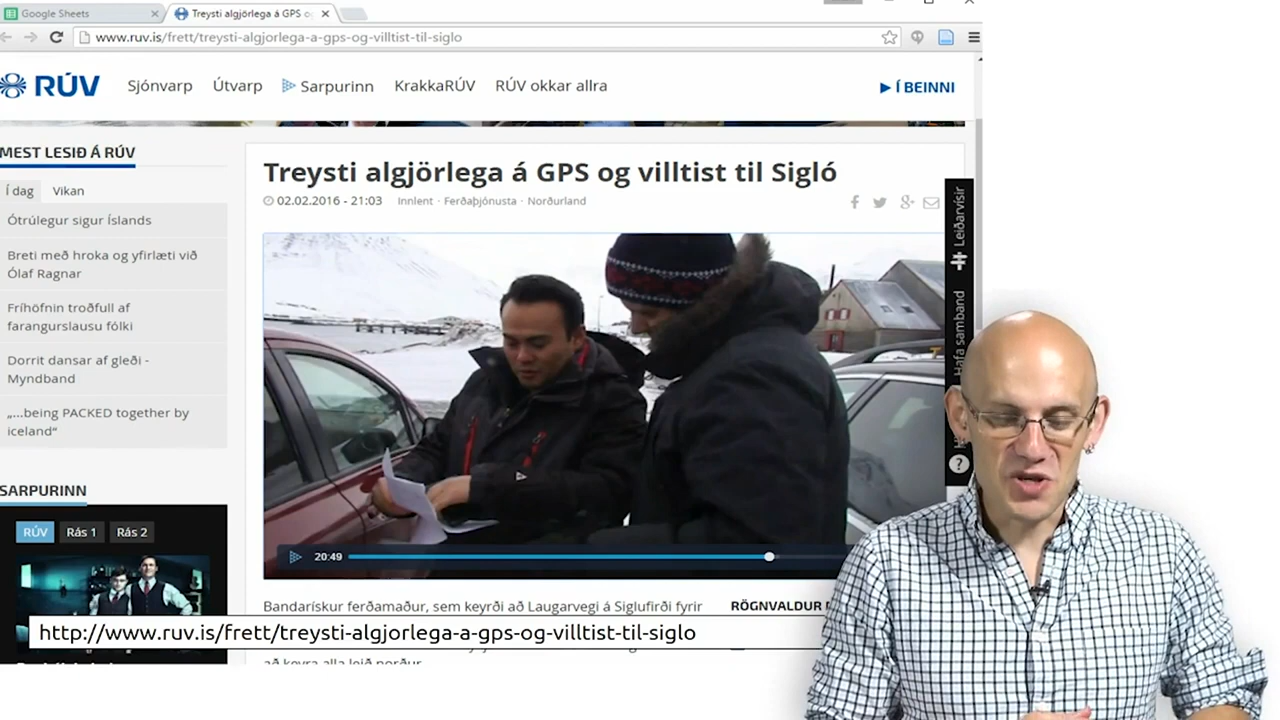 Google Sheets
Treysti algjörlega á GPS o
www.ruv.is/frett/treysti-algjorlega-a-gps-og-villtist-til-siglo
RÚV
Sjónvarp
Útvarp
Sarpurinn
KrakkaRÚV
RÚV okkar allra
Í BEINNI
MEST LESIÐ Á RÚV
Í dag
Vikan
Ótrúlegur sigur Íslands
Breti með hroka og yfirlæti við
Ólaf Ragnar
Fríhöfnin troðfull af
farangurslausu fólki
Dorrit dansar af gleði -
Myndband
„...being PACKED together by
iceland“
SARPURINN
RÚV
Rás 1
Rás 2
Treysti algjörlega á GPS og villtist til Sigló
02.02.2016 - 21:03
Innlent · Ferðaþjónusta · Norðurland
Leiðarvísir
Hafa samband
?
20:49
Bandarískur ferðamaður, sem keyrði að Laugarvegi á Siglufirði fyrir
RÖGNVALDUR
http://www.ruv.is/frett/treysti-algjorlega-a-gps-og-villtist-til-siglo
að keyra alla leið norður